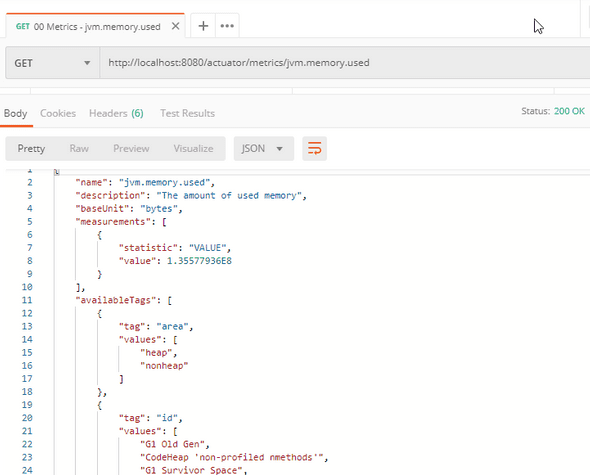 GET 00 Metrics - jvm.memory.used × + •••
GET http://localhost:8080/actuator/metrics/jvm.memory.used
Body Cookies Headers (6) Test Results Status: 200 OK
Pretty Raw Preview Visualize JSON
1 {
2 "name": "jvm.memory.used",
3 "description": "The amount of used memory",
4 "baseUnit": "bytes",
5 "measurements": [
6 {
7 "statistic": "VALUE",
8 "value": 1.35577936E8
9 }
10 ],
11 "availableTags": [
12 {
13 "tag": "area",
14 "values": [
15 "heap",
16 "nonheap"
17 ]
18 },
19 {
20 "tag": "id",
21 "values": [
22 "G1 Old Gen",
23 "CodeHeap 'non-profiled nmethods'",
24 "G1 Survivor Space",